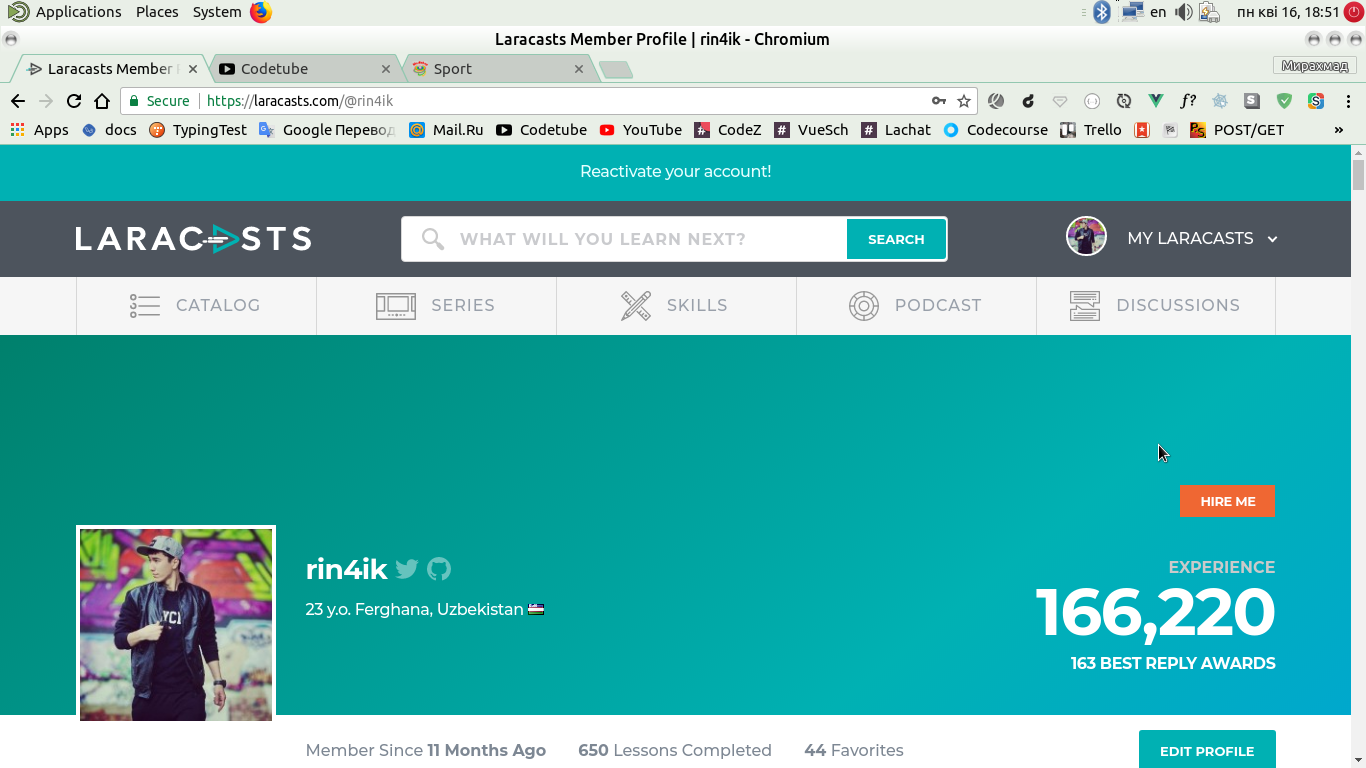 Applications Places System en пн кві 16, 18:51
Laracasts Member Profile | rin4ik - Chromium
Laracasts Member Codetube Sport Мирахмад
Secure https://laracasts.com/@rin4ik f?
Apps docs TypingTest Google Перевод Mail.Ru Codetube YouTube CodeZ VueSch Lachat Codecourse Trello POST/GET »
Reactivate your account!
LARACASTS WHAT WILL YOU LEARN NEXT? SEARCH MY LARACASTS
CATALOG SERIES SKILLS PODCAST DISCUSSIONS
HIRE ME
rin4ik EXPERIENCE
23 y.o. Ferghana, Uzbekistan 166,220
163 BEST REPLY AWARDS
Member Since 11 Months Ago 650 Lessons Completed 44 Favorites EDIT PROFILE